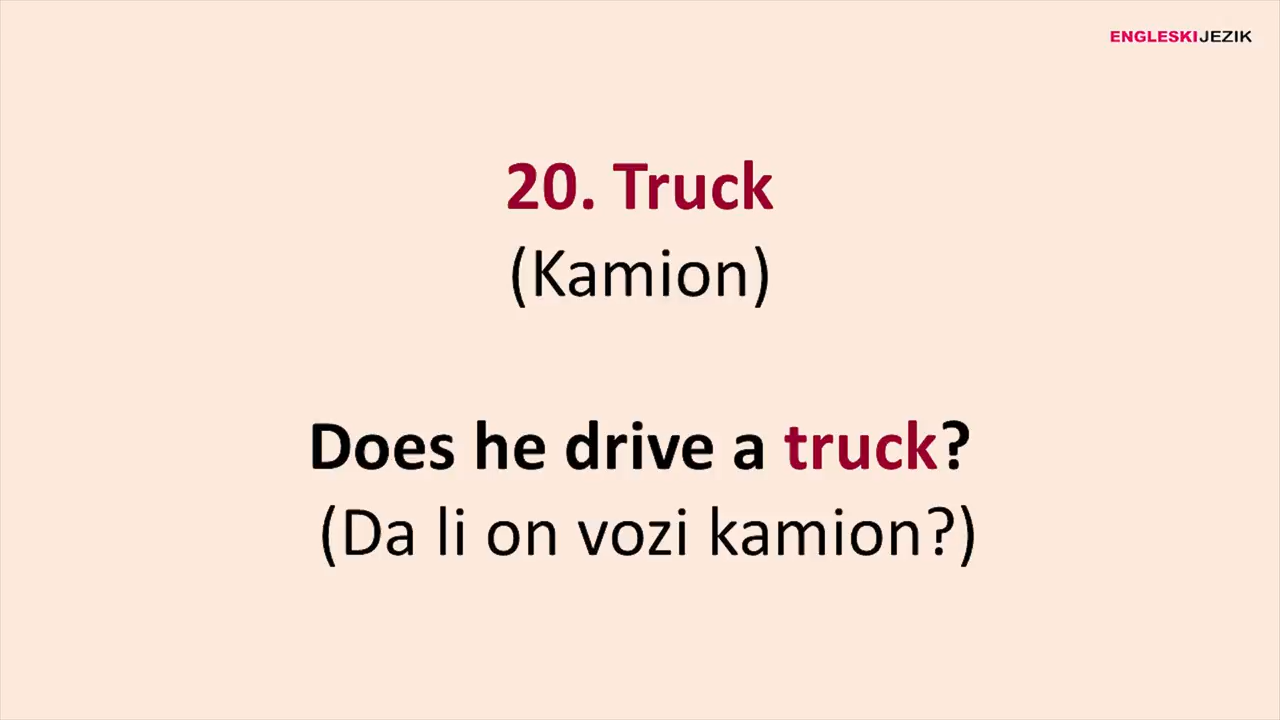 ENGLESKIJEZIK
20. Truck
(Kamion)
Does he drive a truck?
(Da li on vozi kamion?)